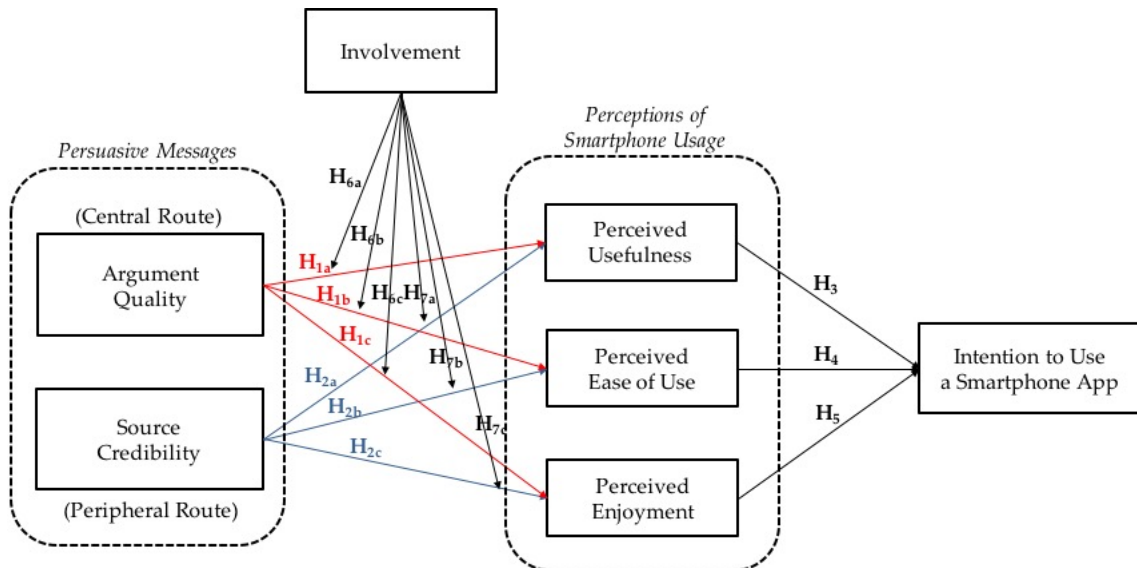 Involvement
Perceptions of
Smartphone Usage
Persuasive Messages
(Central Route)
Argument
Quality
Source
Credibility
(Peripheral Route)
H6a
H6b
H6c
H7a
H7b
H7c
H1a
H1b
H1c
H2a
H2b
H2c
Perceived
Usefulness
Perceived
Ease of Use
Perceived
Enjoyment
H3
H4
H5
Intention to Use
a Smartphone App